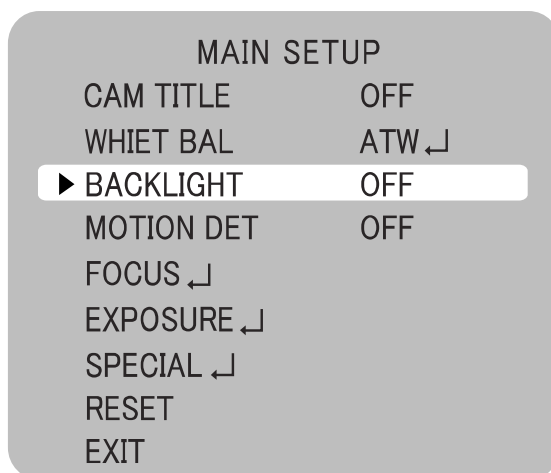 MAIN SETUP
CAM TITLE OFF
WHIET BAL ATW↵
▶ BACKLIGHT OFF
MOTION DET OFF
FOCUS↵
EXPOSURE↵
SPECIAL↵
RESET
EXIT